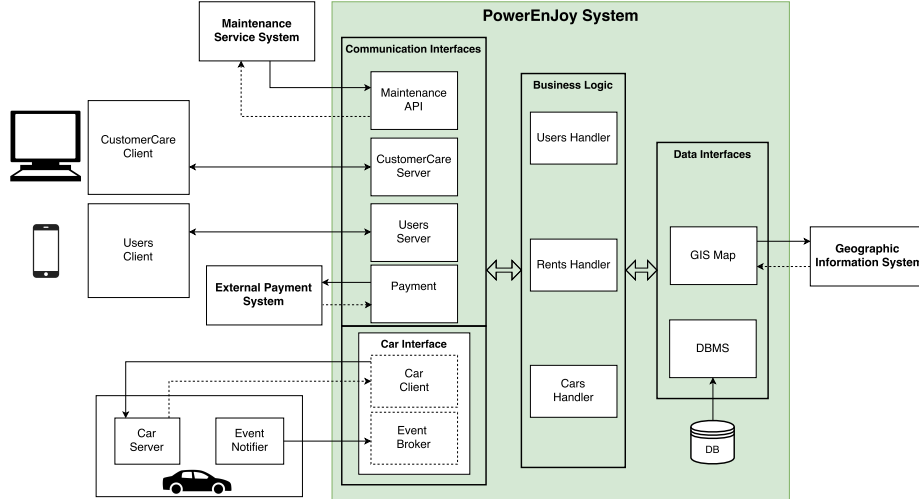 PowerEnJoy System
Maintenance
Service System
Communication Interfaces
Maintenance
API
CustomerCare
Client
CustomerCare
Server
Users
Client
Users
Server
External Payment
System
Payment
Car Interface
Car
Client
Event
Broker
Car
Server
Event
Notifier
Business Logic
Users Handler
Rents Handler
Cars
Handler
Data Interfaces
GIS Map
DBMS
DB
Geographic
Information System